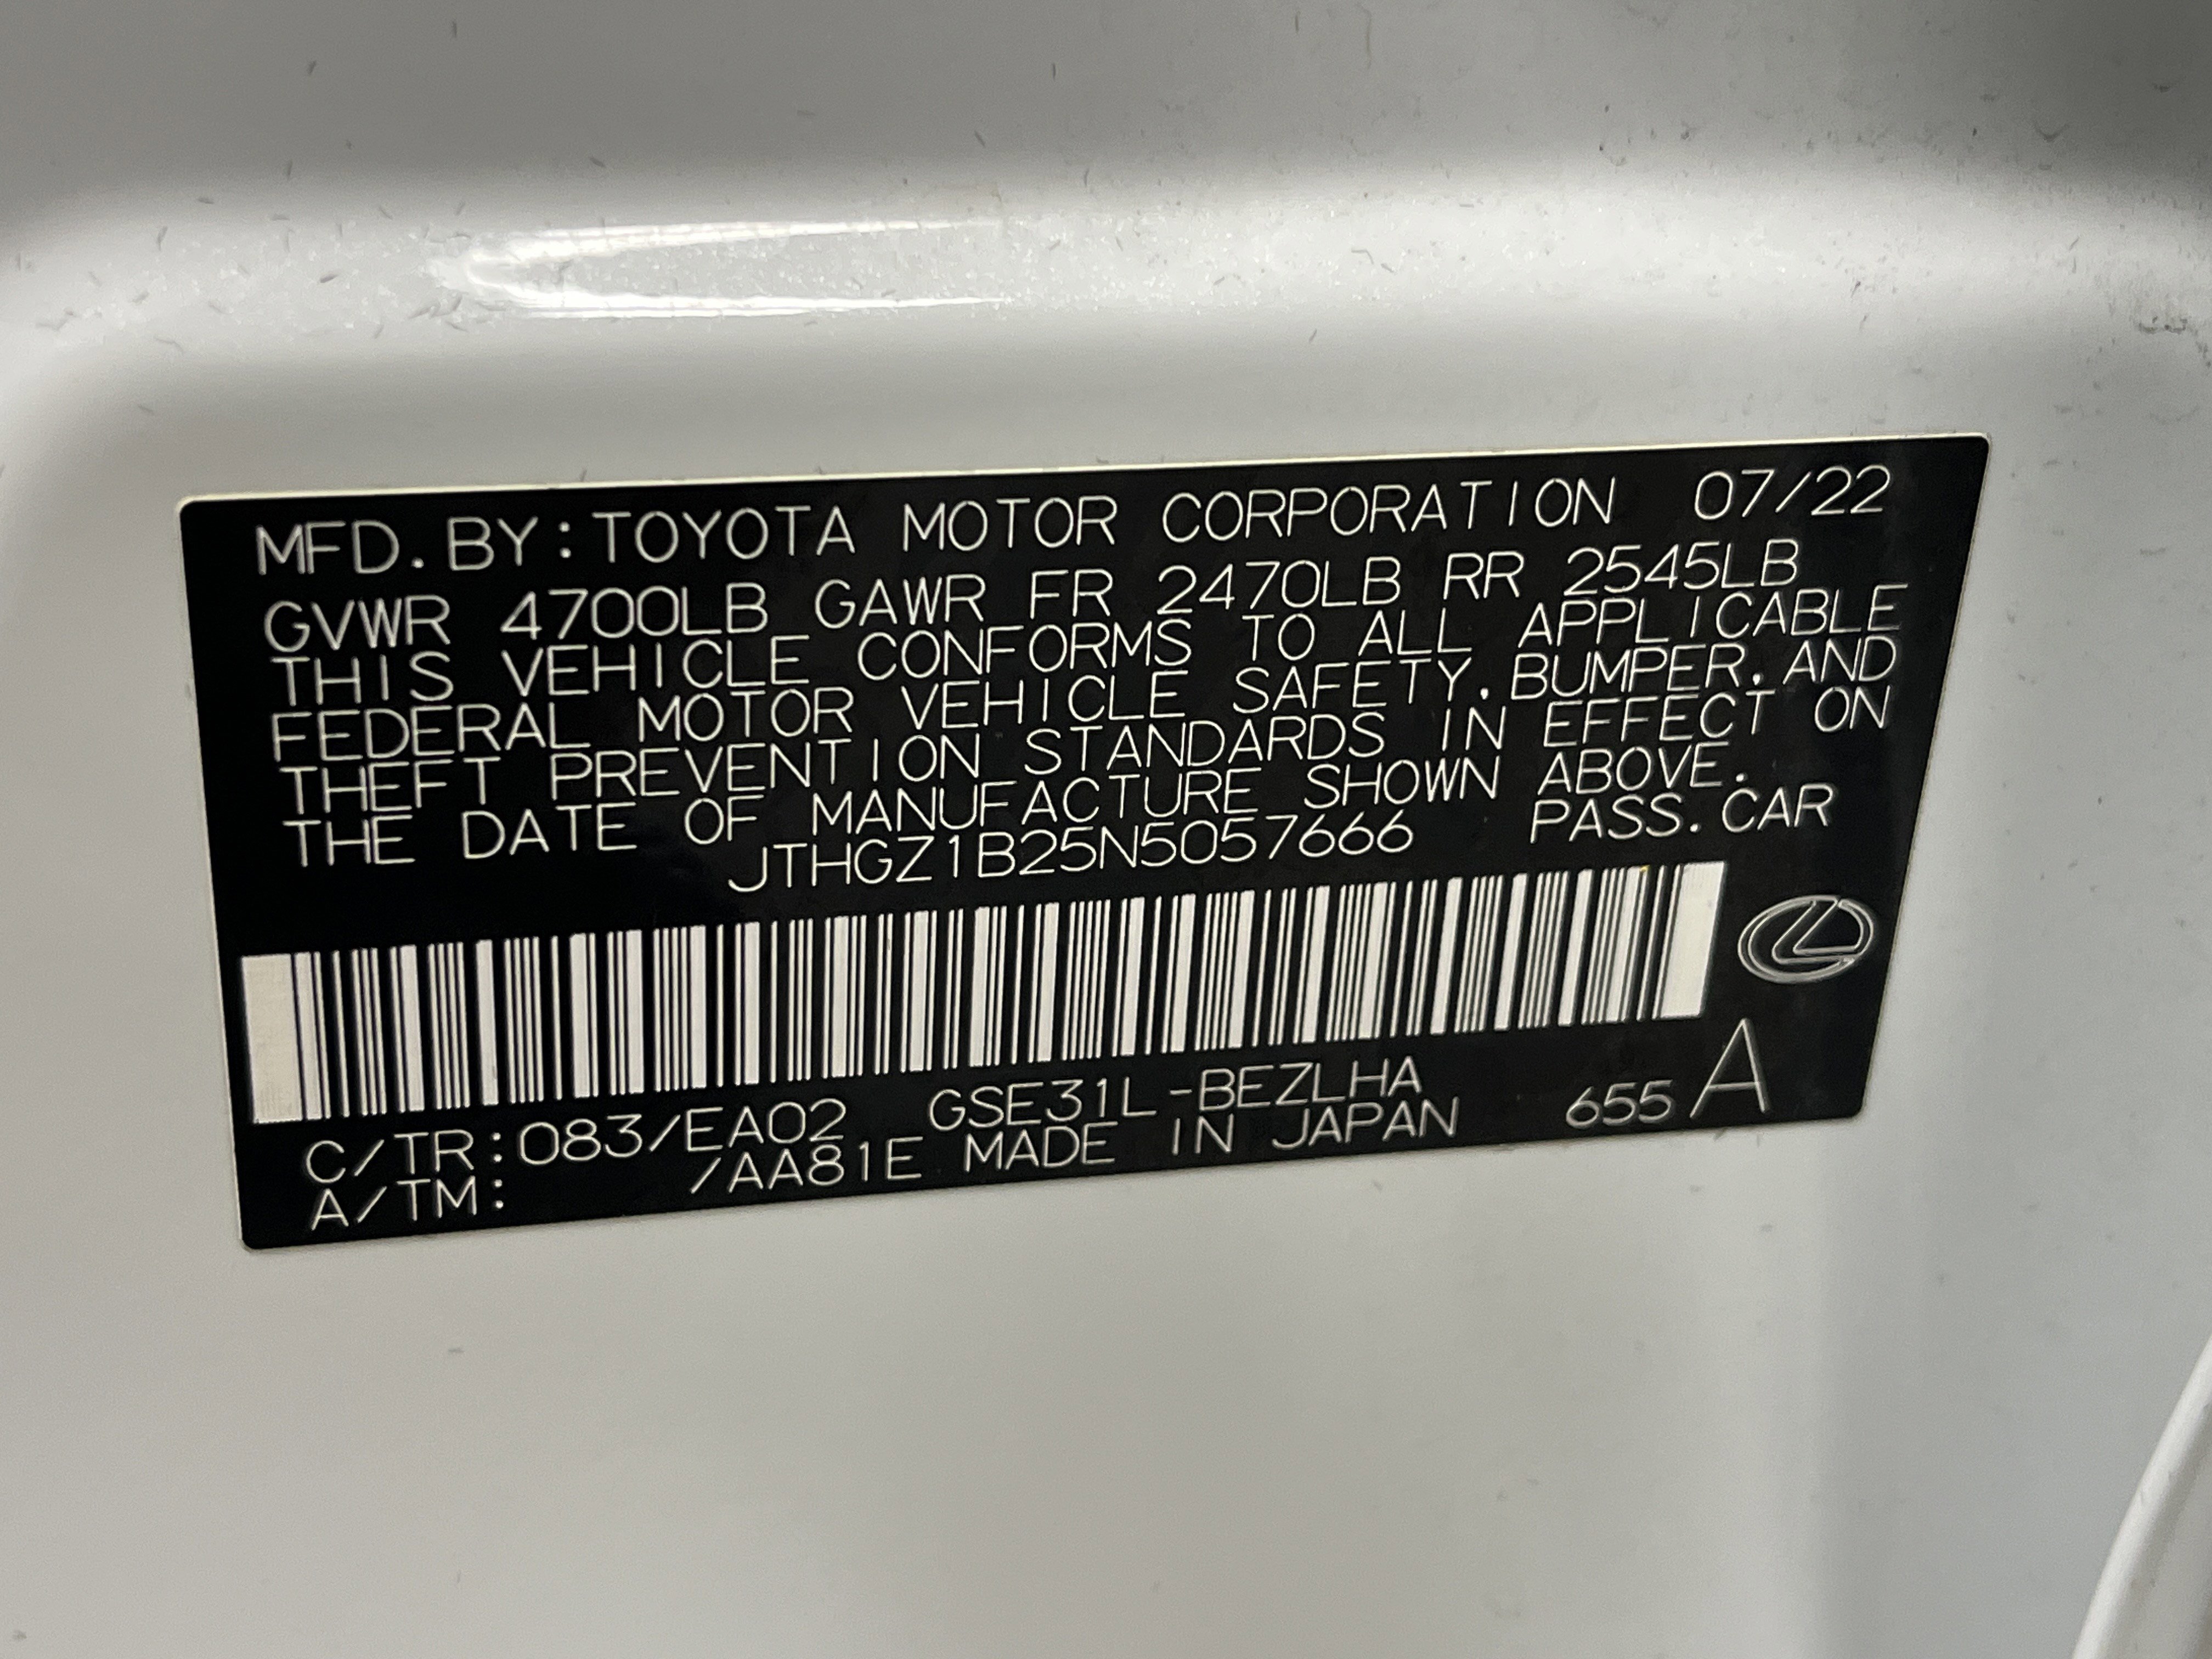 MFD.BY:TOYOTA MOTOR CORPORATION 07/22
GVWR 4700LB GAWR FR 2470LB RR 2545LB
THIS VEHICLE CONFORMS TO ALL APPLICABLE
FEDERAL MOTOR VEHICLE SAFETY, BUMPER, AND
THEFT PREVENTION STANDARDS IN EFFECT ON
THE DATE OF MANUFACTURE SHOWN ABOVE.
JTHGZ1B25N5057666 PASS.CAR
C/TR:083/EA02 GSE31L-BEZLHA
A/TM: /AA81E MADE IN JAPAN 655 A